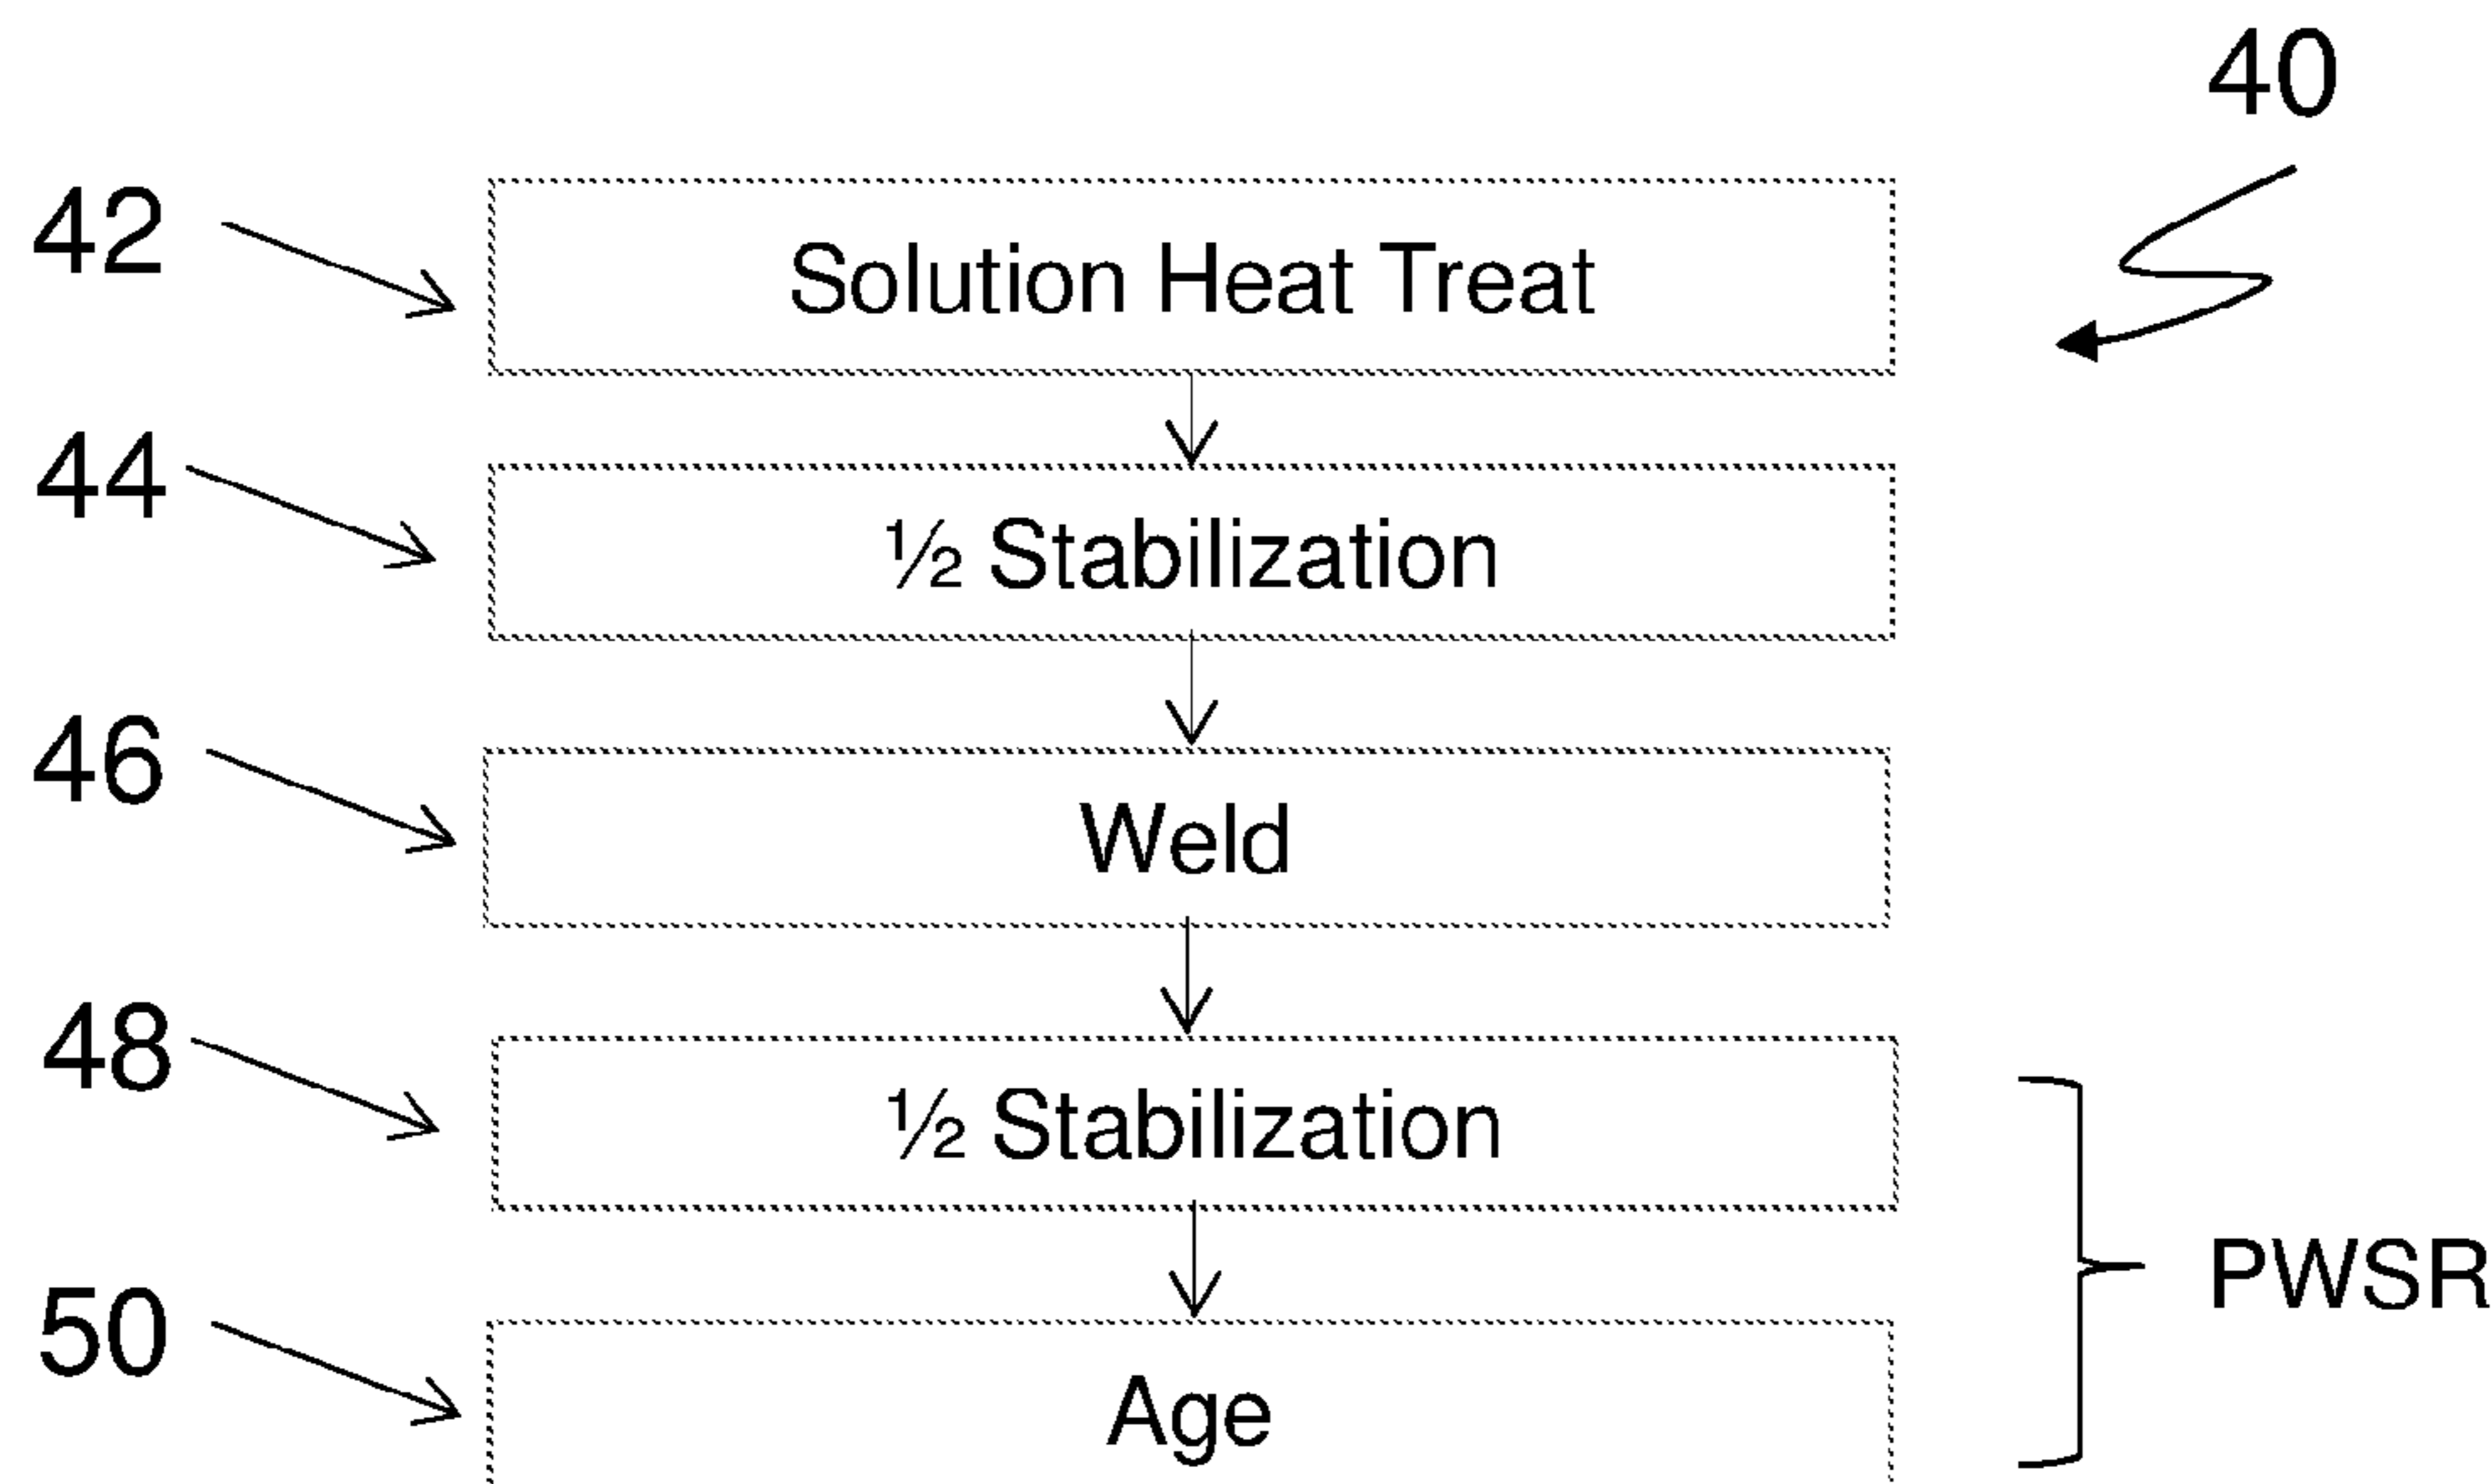 40
42
Solution Heat Treat
44
½ Stabilization
46
Weld
48
½ Stabilization
PWSR
50
Age